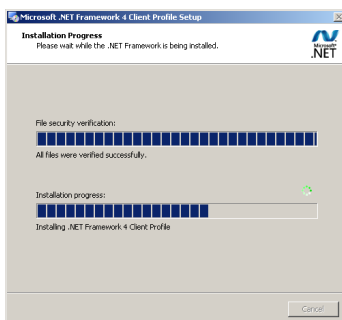 Microsoft .NET Framework 4 Client Profile Setup
Installation Progress
Please wait while the .NET Framework is being installed.
Microsoft®
.NET
File security verification:
All files were verified successfully.
Installation progress:
Installing .NET Framework 4 Client Profile
Cancel